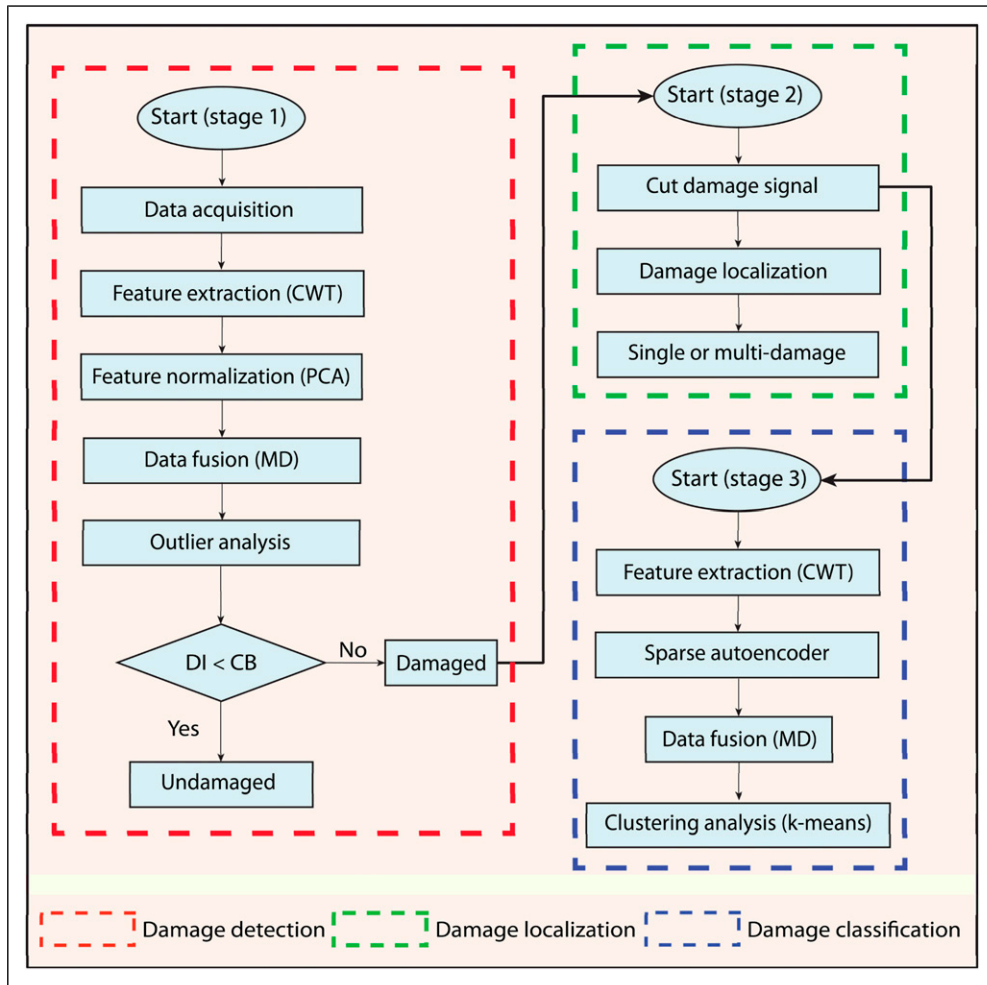 Start (stage 1)
Data acquisition
Feature extraction (CWT)
Feature normalization (PCA)
Data fusion (MD)
Outlier analysis
DI < CB
No
Damaged
Yes
Undamaged
Start (stage 2)
Cut damage signal
Damage localization
Single or multi-damage
Start (stage 3)
Feature extraction (CWT)
Sparse autoencoder
Data fusion (MD)
Clustering analysis (k-means)
Damage detection
Damage localization
Damage classification